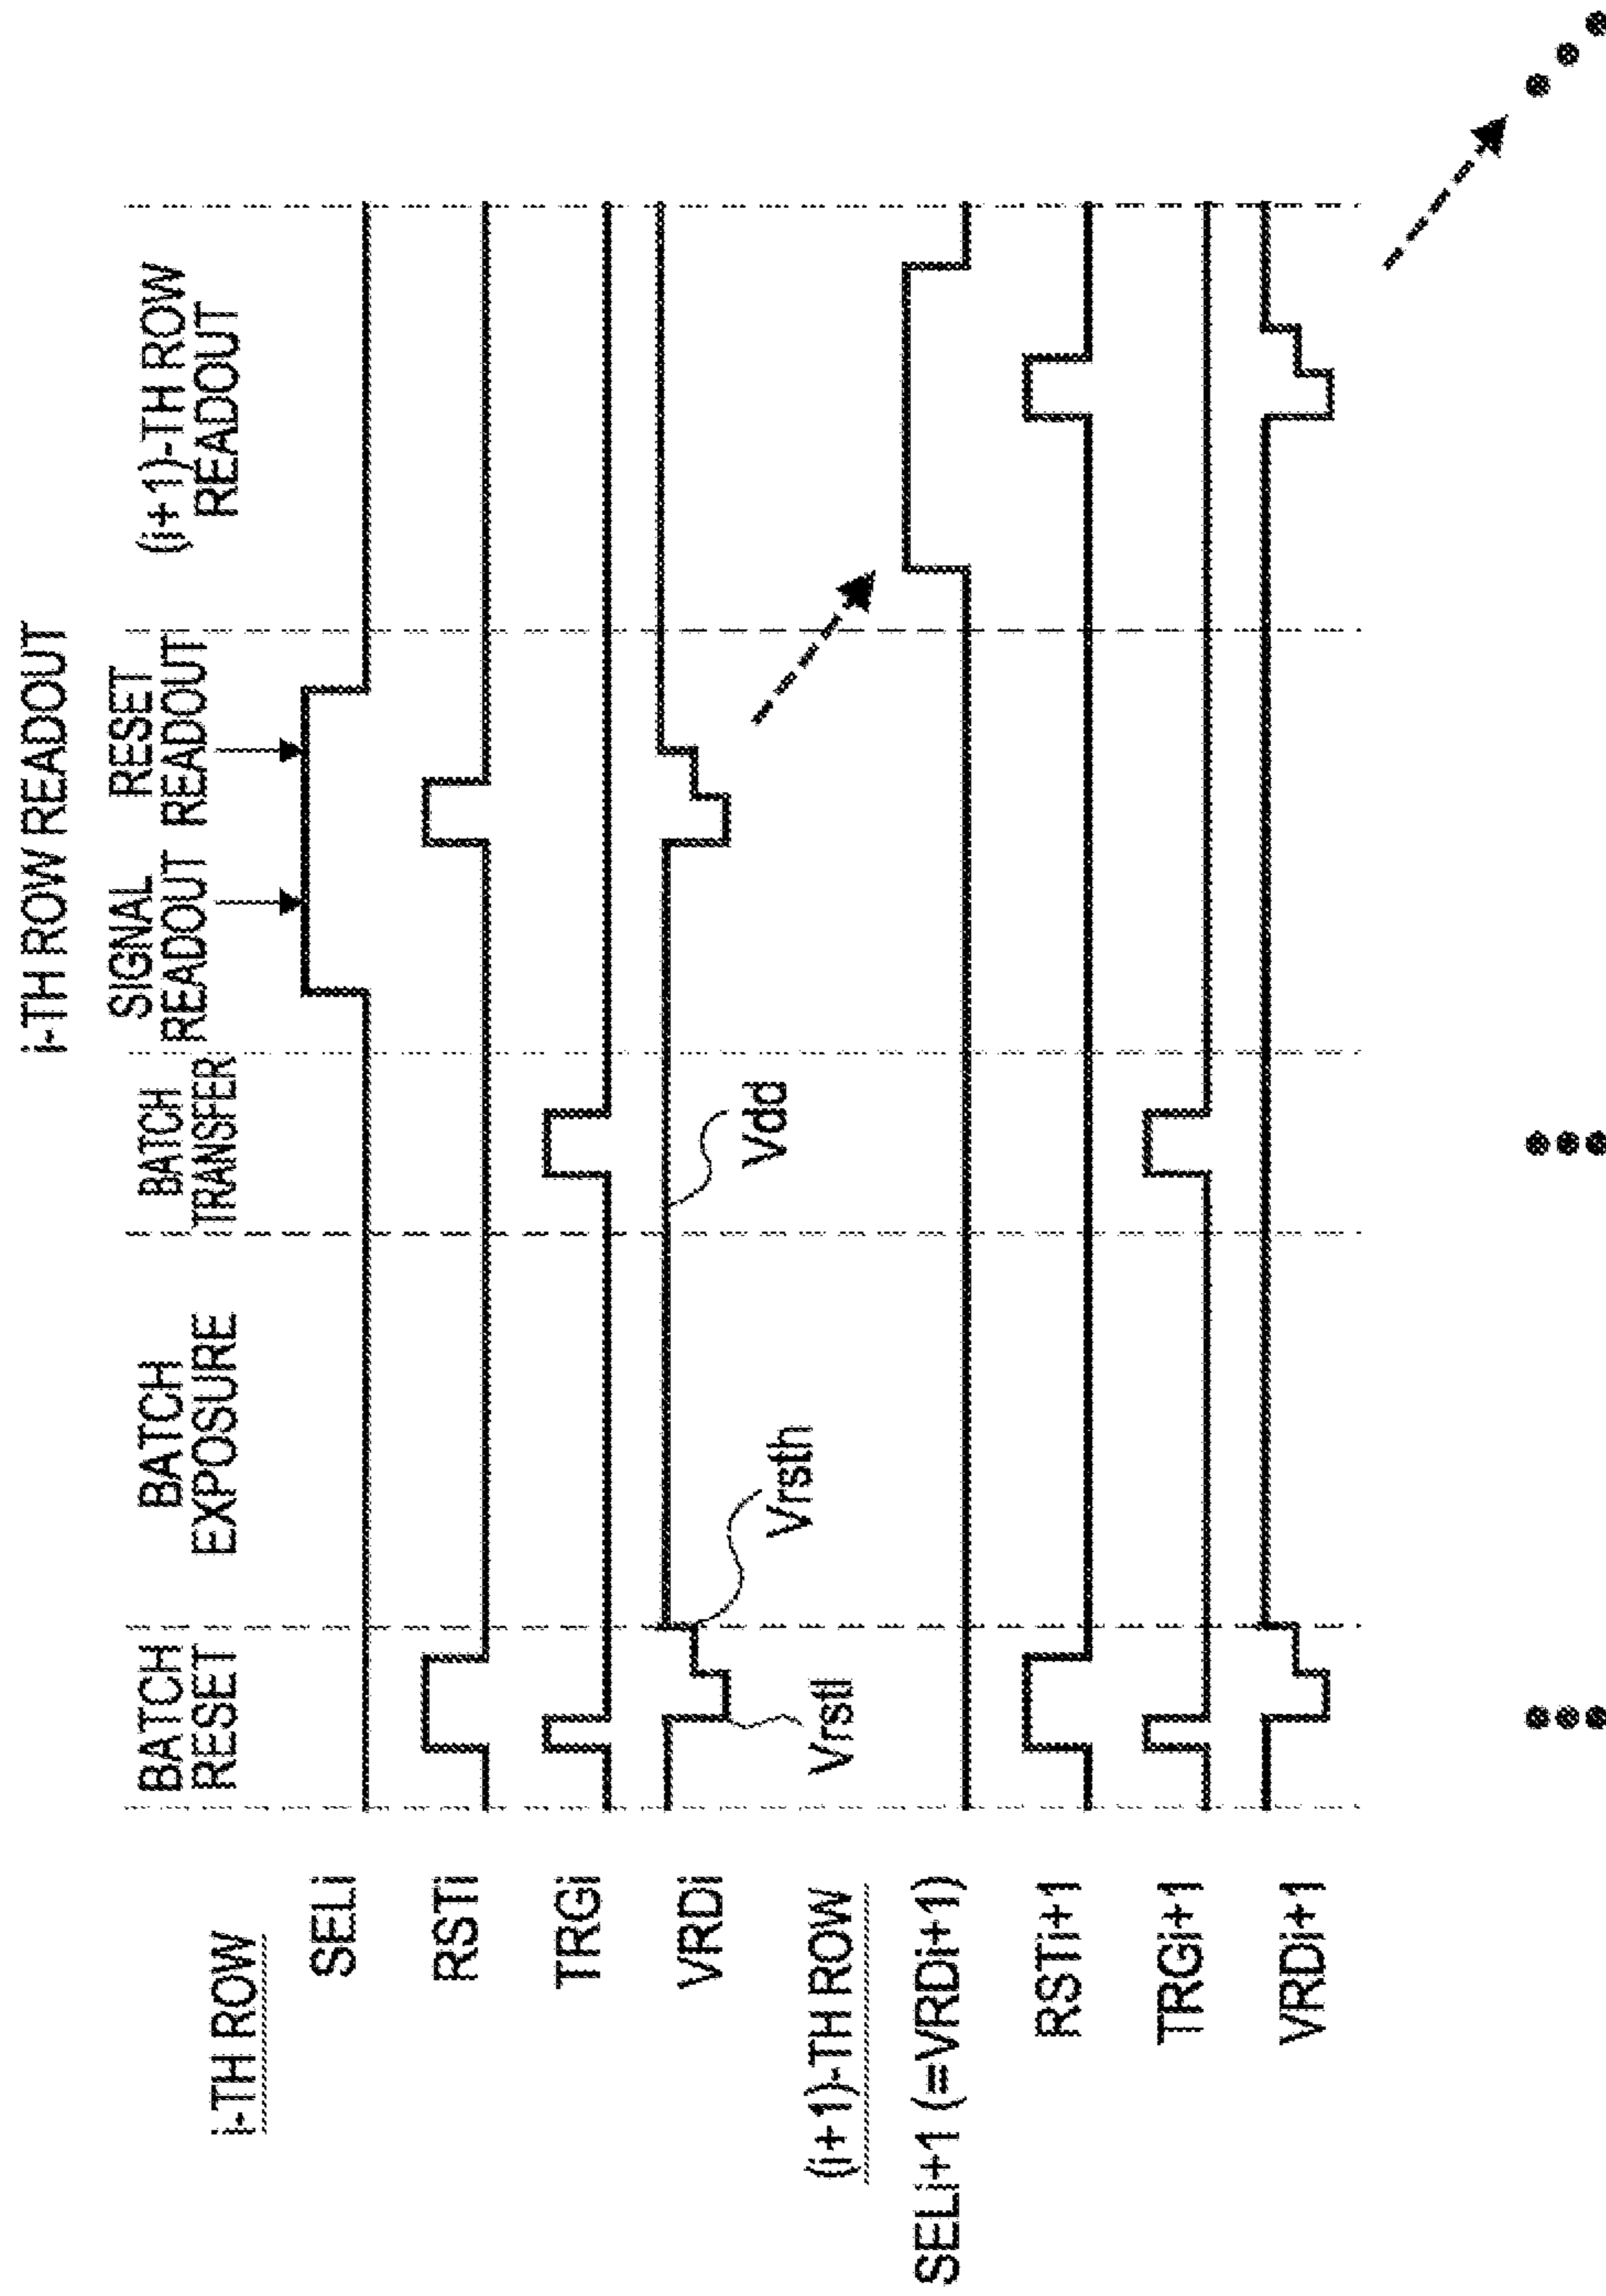 i-TH ROW READOUT
BATCH
RESET
BATCH
EXPOSURE
BATCH
TRANSFER
SIGNAL
READOUT
RESET
READOUT
(i+1)-TH ROW
READOUT
i-TH ROW
SELi
RSTi
TRGi
VRDi
Vrstl
Vrsth
Vdd
(i+1)-TH ROW
SELi+1 (=VRDi+1)
RSTi+1
TRGi+1
VRDi+1